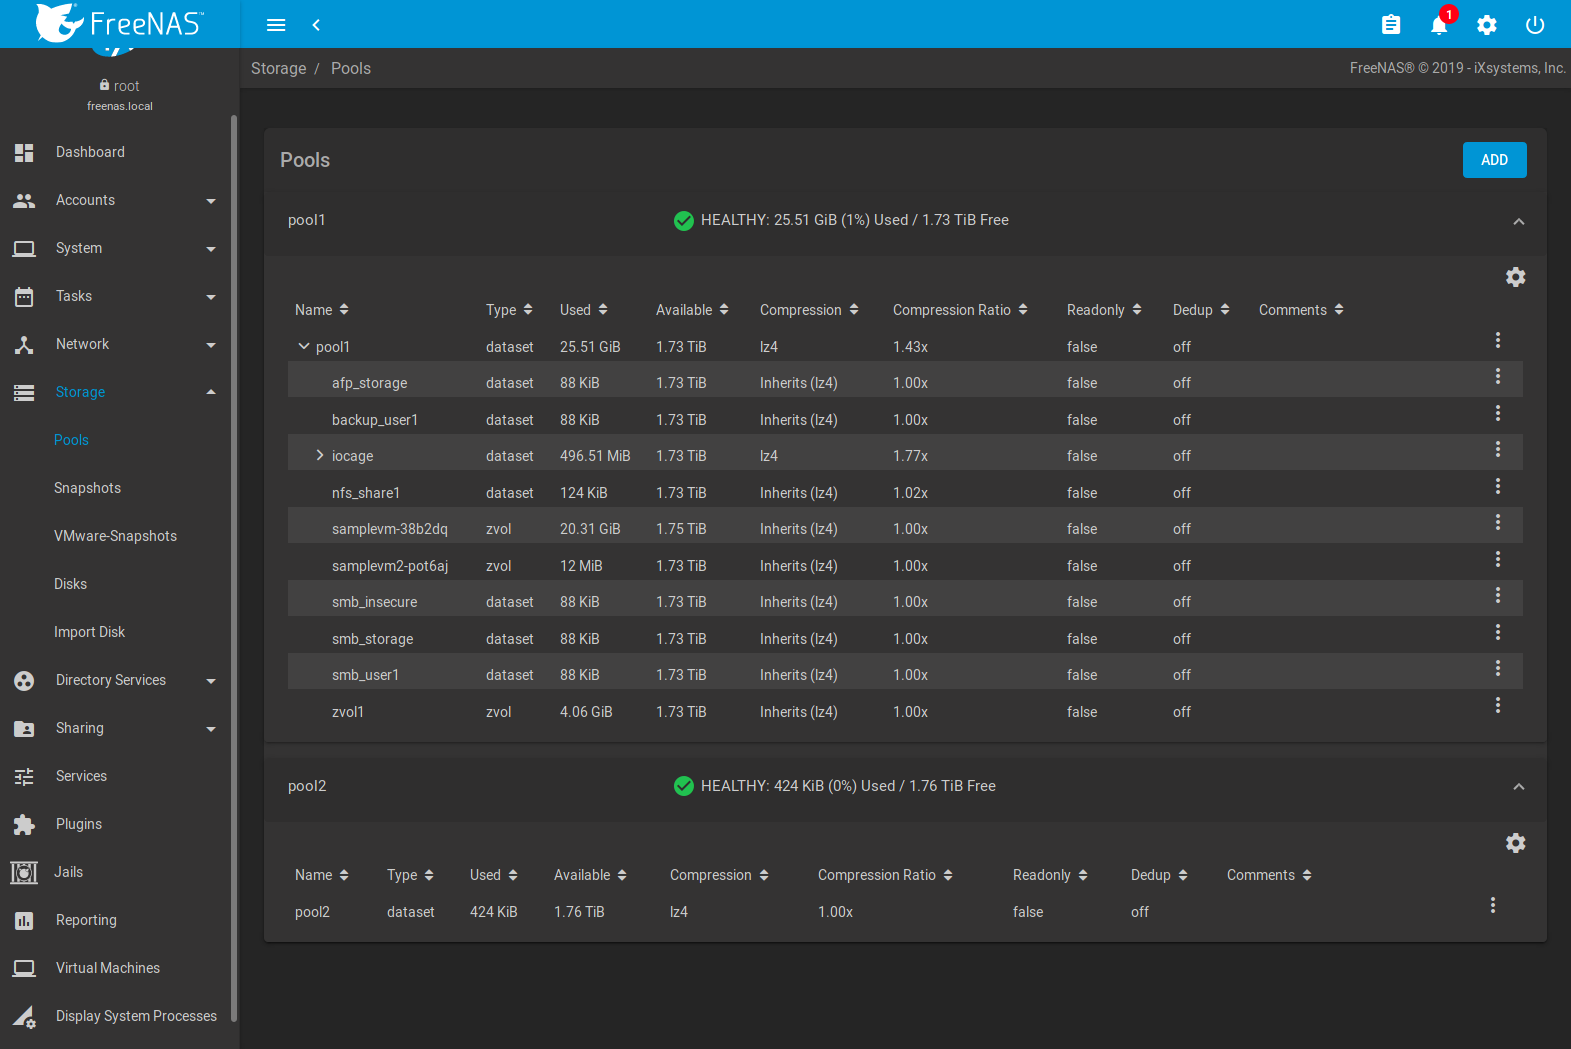 FreeNAS™
1
Storage / Pools
FreeNAS® © 2019 - iXsystems, Inc.
root
freenas.local
Dashboard
Accounts
System
Tasks
Network
Storage
Pools
Snapshots
VMware-Snapshots
Disks
Import Disk
Directory Services
Sharing
Services
Plugins
Jails
Reporting
Virtual Machines
Display System Processes
Pools
ADD
pool1 HEALTHY: 25.51 GiB (1%) Used / 1.73 TiB Free
Name Type Used Available Compression Compression Ratio Readonly Dedup Comments
pool1 dataset 25.51 GiB 1.73 TiB lz4 1.43x false off
afp_storage dataset 88 KiB 1.73 TiB Inherits (lz4) 1.00x false off
backup_user1 dataset 88 KiB 1.73 TiB Inherits (lz4) 1.00x false off
iocage dataset 496.51 MiB 1.73 TiB lz4 1.77x false off
nfs_share1 dataset 124 KiB 1.73 TiB Inherits (lz4) 1.02x false off
samplevm-38b2dq zvol 20.31 GiB 1.75 TiB Inherits (lz4) 1.00x false off
samplevm2-pot6aj zvol 12 MiB 1.73 TiB Inherits (lz4) 1.00x false off
smb_insecure dataset 88 KiB 1.73 TiB Inherits (lz4) 1.00x false off
smb_storage dataset 88 KiB 1.73 TiB Inherits (lz4) 1.00x false off
smb_user1 dataset 88 KiB 1.73 TiB Inherits (lz4) 1.00x false off
zvol1 zvol 4.06 GiB 1.73 TiB Inherits (lz4) 1.00x false off
pool2 HEALTHY: 424 KiB (0%) Used / 1.76 TiB Free
Name Type Used Available Compression Compression Ratio Readonly Dedup Comments
pool2 dataset 424 KiB 1.76 TiB lz4 1.00x false off